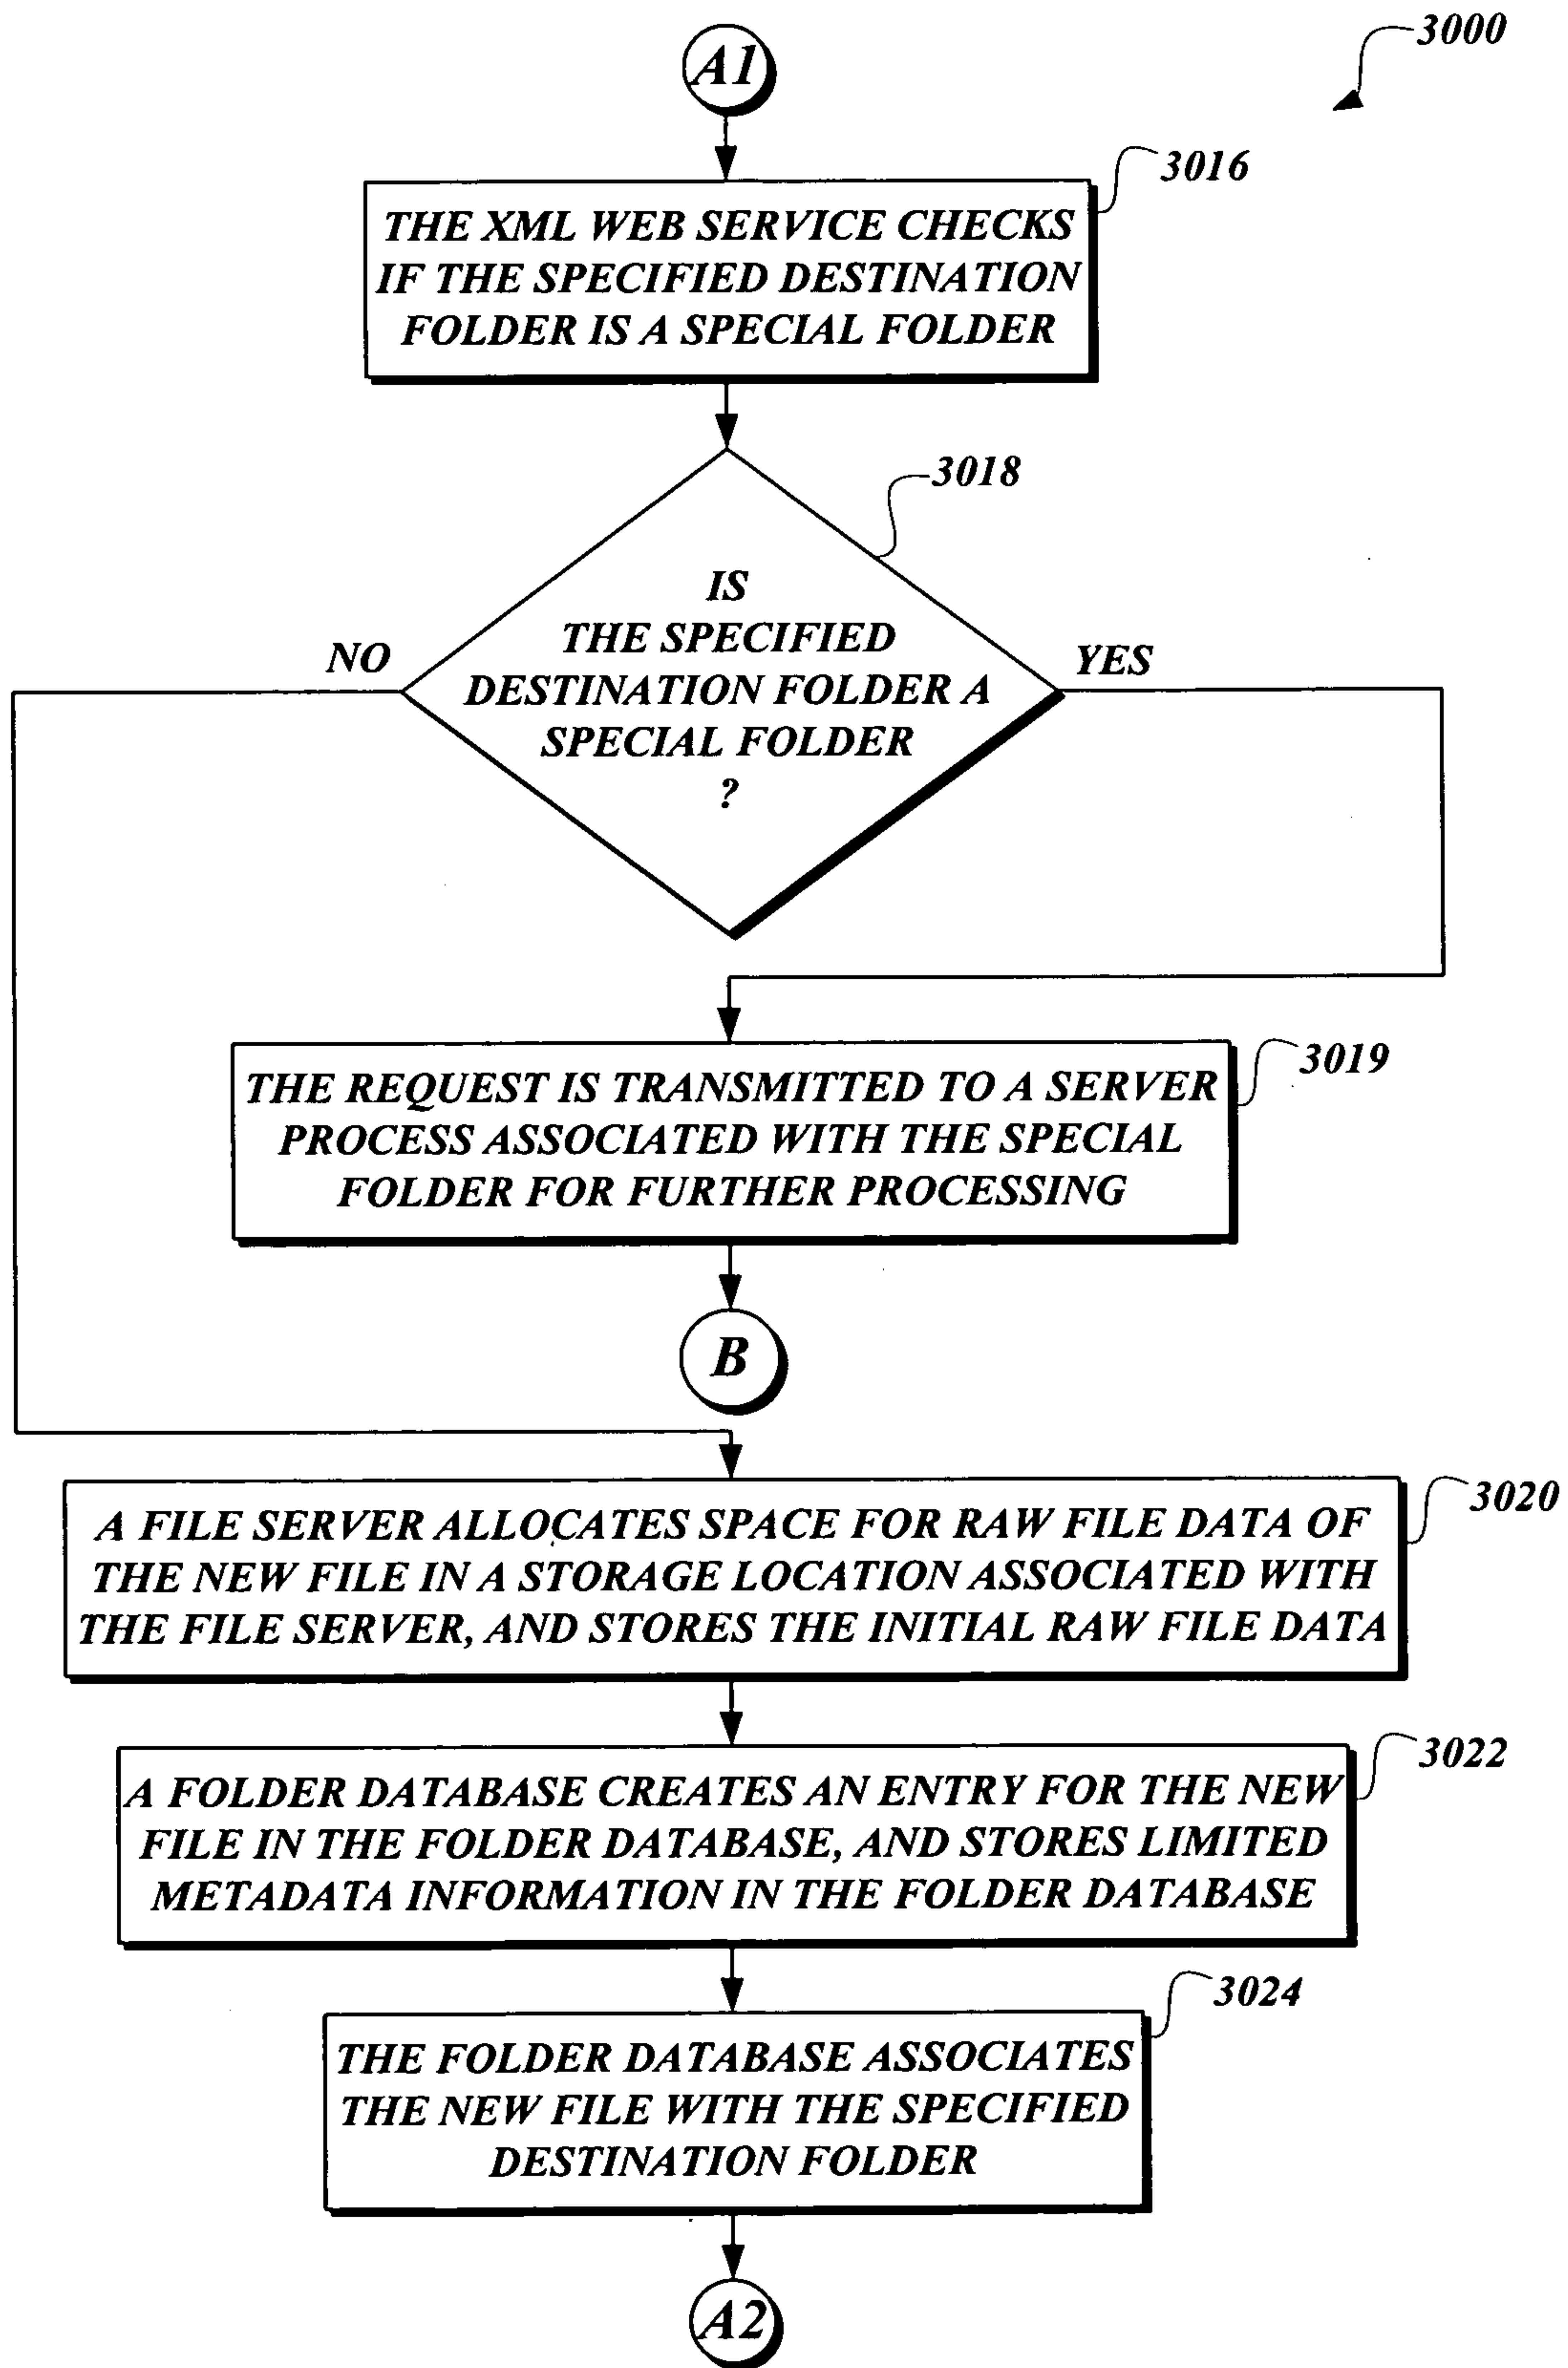 A1
3000
3016
THE XML WEB SERVICE CHECKS
IF THE SPECIFIED DESTINATION
FOLDER IS A SPECIAL FOLDER
3018
IS
THE SPECIFIED
DESTINATION FOLDER A
SPECIAL FOLDER
?
NO
YES
3019
THE REQUEST IS TRANSMITTED TO A SERVER
PROCESS ASSOCIATED WITH THE SPECIAL
FOLDER FOR FURTHER PROCESSING
B
3020
A FILE SERVER ALLOCATES SPACE FOR RAW FILE DATA OF
THE NEW FILE IN A STORAGE LOCATION ASSOCIATED WITH
THE FILE SERVER, AND STORES THE INITIAL RAW FILE DATA
3022
A FOLDER DATABASE CREATES AN ENTRY FOR THE NEW
FILE IN THE FOLDER DATABASE, AND STORES LIMITED
METADATA INFORMATION IN THE FOLDER DATABASE
3024
THE FOLDER DATABASE ASSOCIATES
THE NEW FILE WITH THE SPECIFIED
DESTINATION FOLDER
A2